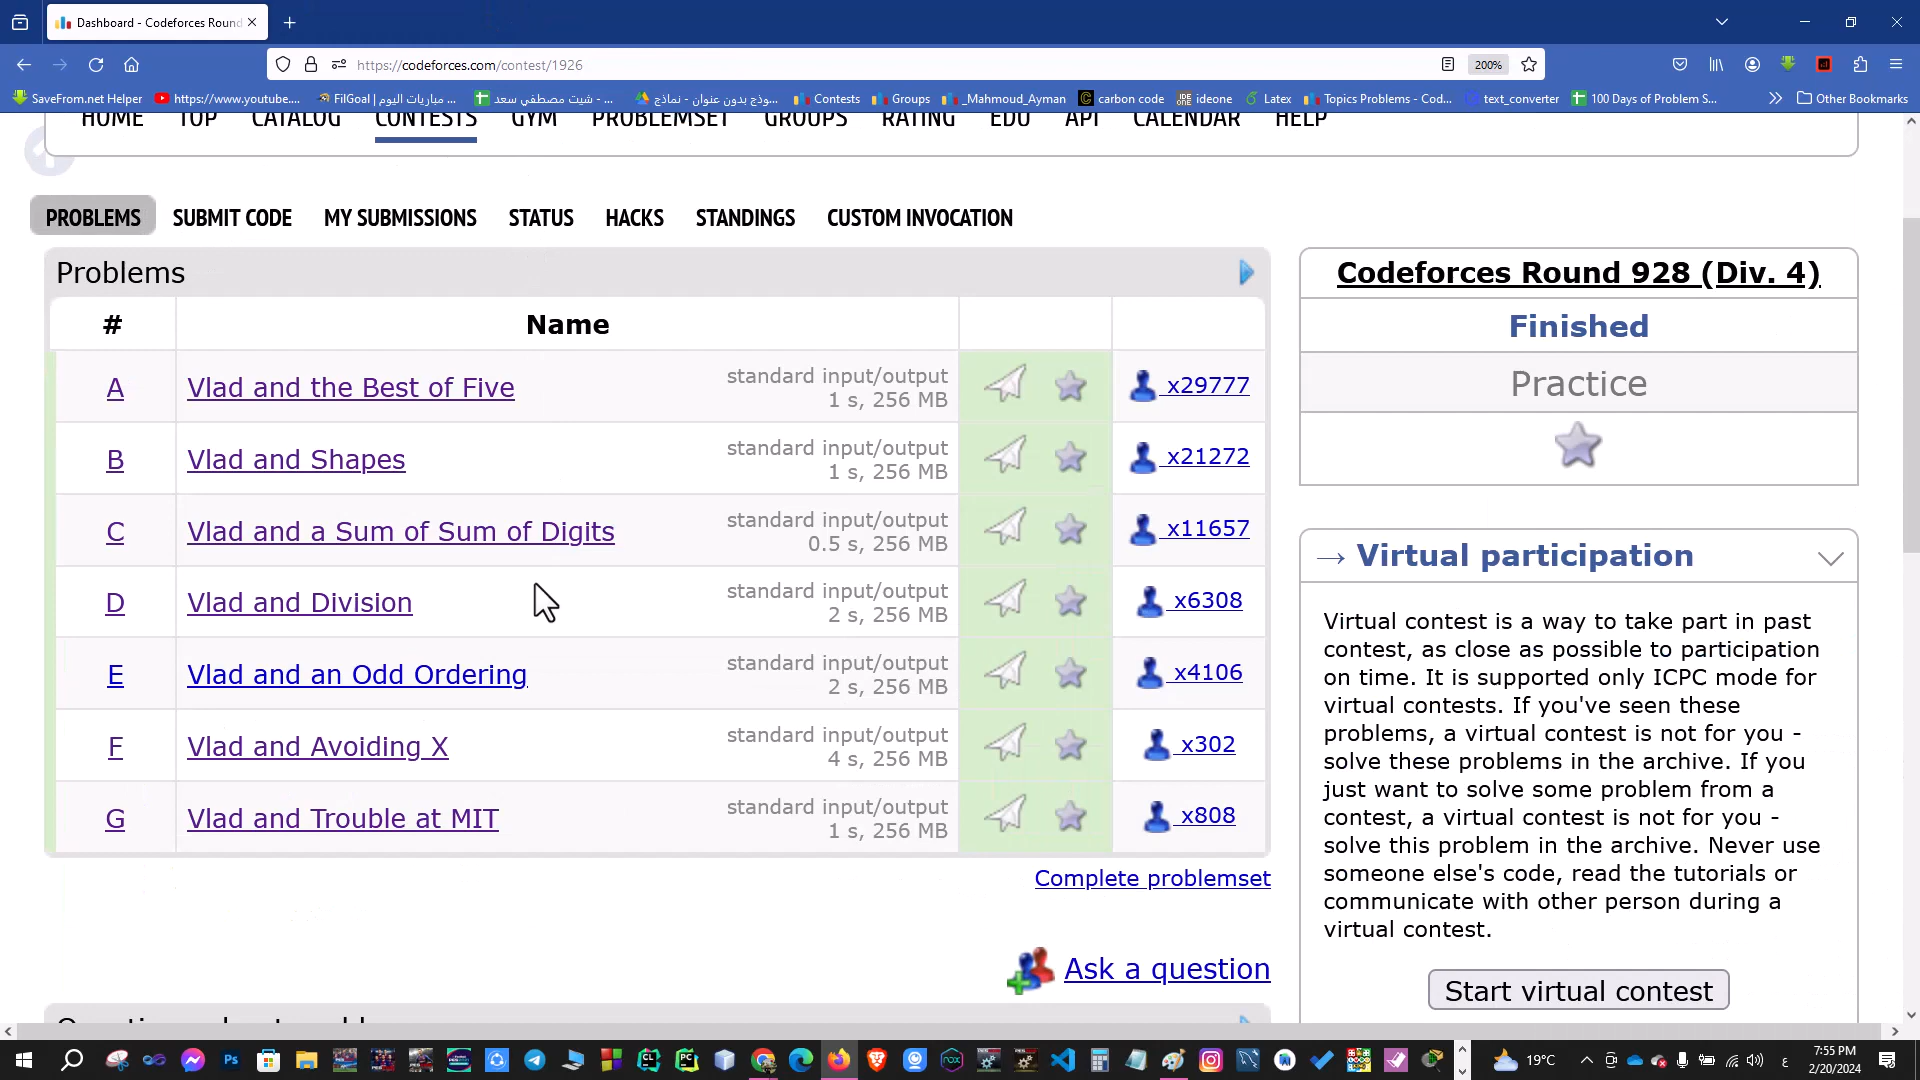 Dashboard - Codeforces Round
https://codeforces.com/contest/1926
200%
SaveFrom.net Helper
https://www.youtube....
FilGoal | مباريات اليوم ...
شيت مصطفي سعد - ...
نموذج بدون عنوان - نماذج...
Contests
Groups
_Mahmoud_Ayman
carbon code
ideone
Latex
Topics Problems - Cod...
text_converter
100 Days of Problem S...
Other Bookmarks
HOME TOP CATALOG CONTESTS GYM PROBLEMSET GROUPS RATING EDU API CALENDAR HELP
PROBLEMS SUBMIT CODE MY SUBMISSIONS STATUS HACKS STANDINGS CUSTOM INVOCATION
Problems
# Name
A Vlad and the Best of Five standard input/output x29777
1 s, 256 MB
B Vlad and Shapes standard input/output x21272
1 s, 256 MB
C Vlad and a Sum of Sum of Digits standard input/output x11657
0.5 s, 256 MB
D Vlad and Division standard input/output x6308
2 s, 256 MB
E Vlad and an Odd Ordering standard input/output x4106
2 s, 256 MB
F Vlad and Avoiding X standard input/output x302
4 s, 256 MB
G Vlad and Trouble at MIT standard input/output x808
1 s, 256 MB
Complete problemset
Ask a question
Codeforces Round 928 (Div. 4)
Finished
Practice
→ Virtual participation
Virtual contest is a way to take part in past
contest, as close as possible to participation
on time. It is supported only ICPC mode for
virtual contests. If you've seen these
problems, a virtual contest is not for you -
solve these problems in the archive. If you
just want to solve some problem from a
contest, a virtual contest is not for you -
solve this problem in the archive. Never use
someone else's code, read the tutorials or
communicate with other person during a
virtual contest.
Start virtual contest
19°C
ع
7:55 PM
2/20/2024